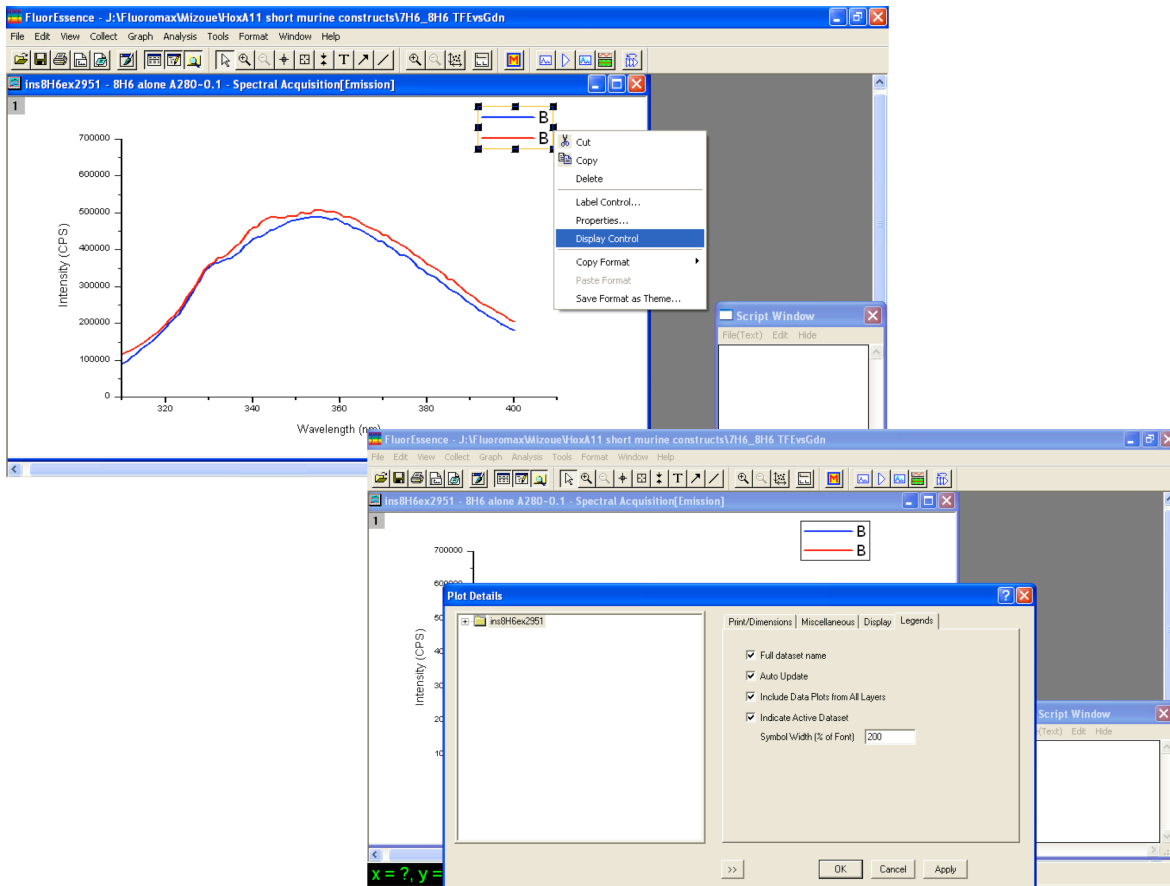 FluorEssence - J:\Fluoromax\Mizoue\HoxA11 short murine constructs\7H6_8H6 TFEvsGdn
File Edit View Collect Graph Analysis Tools Format Window Help
ins8H6ex2951 - 8H6 alone A280-0.1 - Spectral Acquisition[Emission]
1
B
B
Cut
Copy
Delete
Label Control...
Properties...
Display Control
Copy Format
Paste Format
Save Format as Theme...
700000
600000
500000
400000
300000
200000
100000
0
Intensity (CPS)
320 340 360 380 400
Wavelength (nm)
Script Window
File(Text) Edit Hide
FluorEssence - J:\Fluoromax\Mizoue\HoxA11 short murine constructs\7H6_8H6 TFEvsGdn
File Edit View Collect Graph Analysis Tools Format Window Help
ins8H6ex2951 - 8H6 alone A280-0.1 - Spectral Acquisition[Emission]
1
B
B
700000
600000
50
40
30
20
10
Intensity (CPS)
Plot Details
ins8H6ex2951
Print/Dimensions Miscellaneous Display Legends
Full dataset name
Auto Update
Include Data Plots from All Layers
Indicate Active Dataset
Symbol Width (% of Font) 200
>> OK Cancel Apply
Script Window
(Text) Edit Hide
x = ?, y =